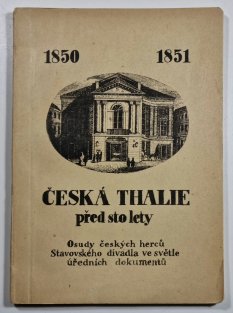 1850 1851
ČESKÁ THALIE
před sto lety
Osudy českých herců
Stavovského divadla ve světle
úředních dokumentů